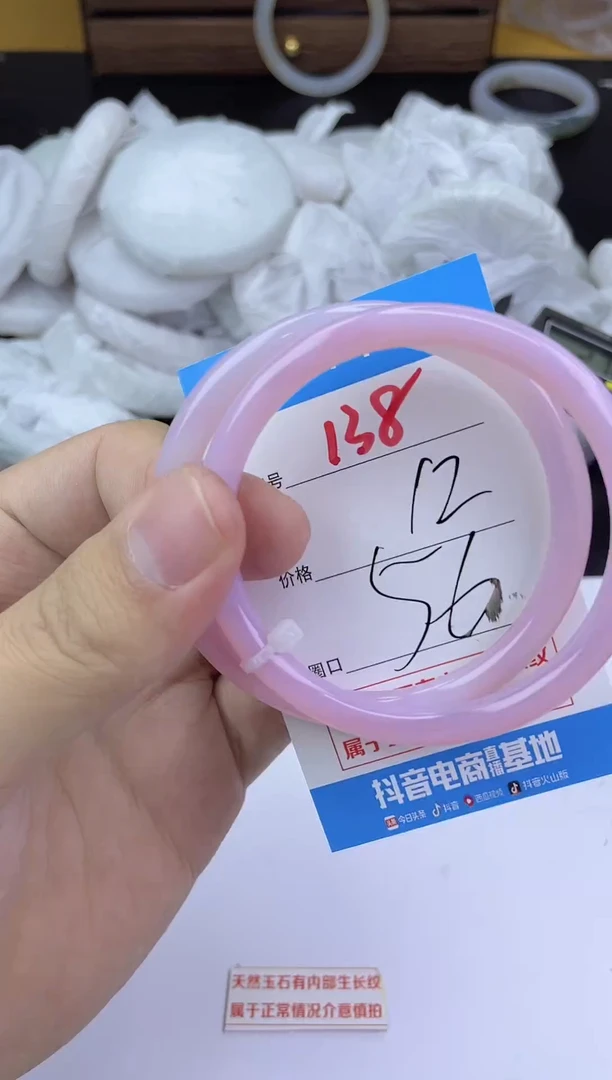 号 138
12
价格
56
圈口
属于
抖音电商直播基地
今日头条 抖音 西瓜视频 抖音火山版
天然玉石有内部生长纹
属于正常情况介意慎拍